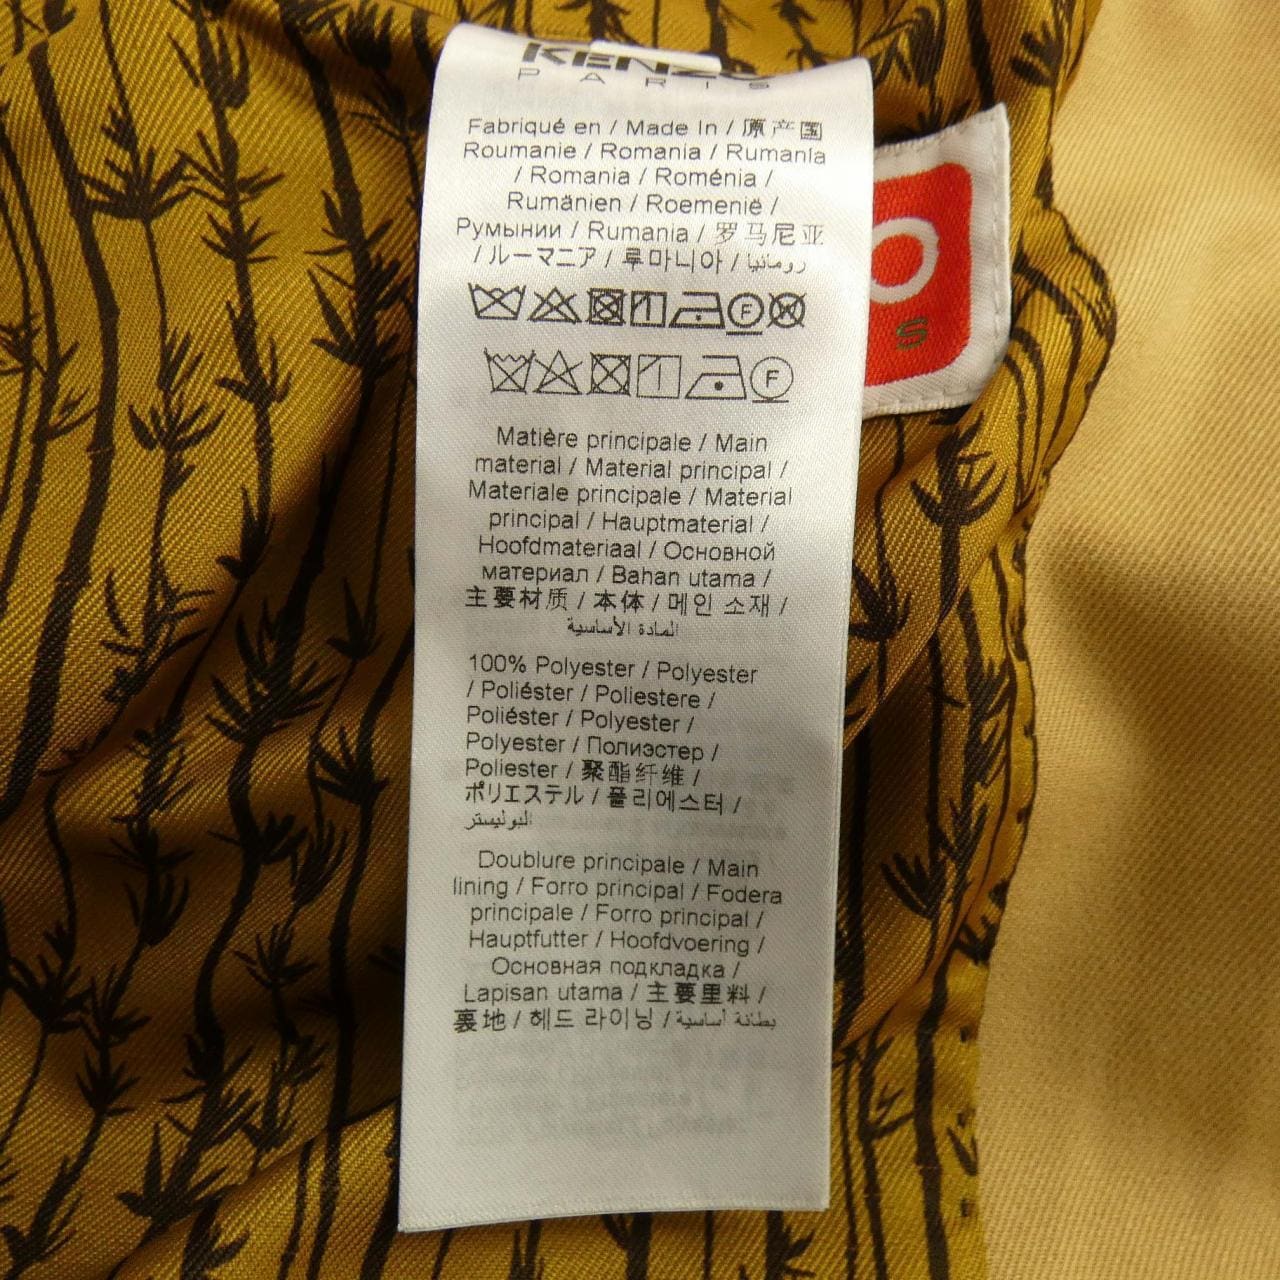 KENZO
PARIS
Fabriqué en / Made In / 原产国
Roumanie / Romania / Rumanía
/ Romania / Roménia /
Rumänien / Roemenië /
Румынии / Rumania / 罗马尼亚
/ ルーマニア / 루마니아 / رومانيا
F
F
O
S
Matière principale / Main
material / Material principal /
Materiale principale / Material
principal / Hauptmaterial /
Hoofdmateriaal / Основной
материал / Bahan utama /
主要材质 / 本体 / 메인 소재 /
المادة الأساسية
100% Polyester / Polyester
/ Poliéster / Poliestere /
Poliéster / Polyester /
Polyester / Полиэстер /
Poliester / 聚酯纤维 /
ポリエステル / 폴리에스터 /
البوليستر
Doublure principale / Main
lining / Forro principal / Fodera
principale / Forro principal /
Hauptfutter / Hoofdvoering /
Основная подкладка /
Lapisan utama / 主要里料 /
裏地 / 헤드 라이닝 / بطانة أساسية